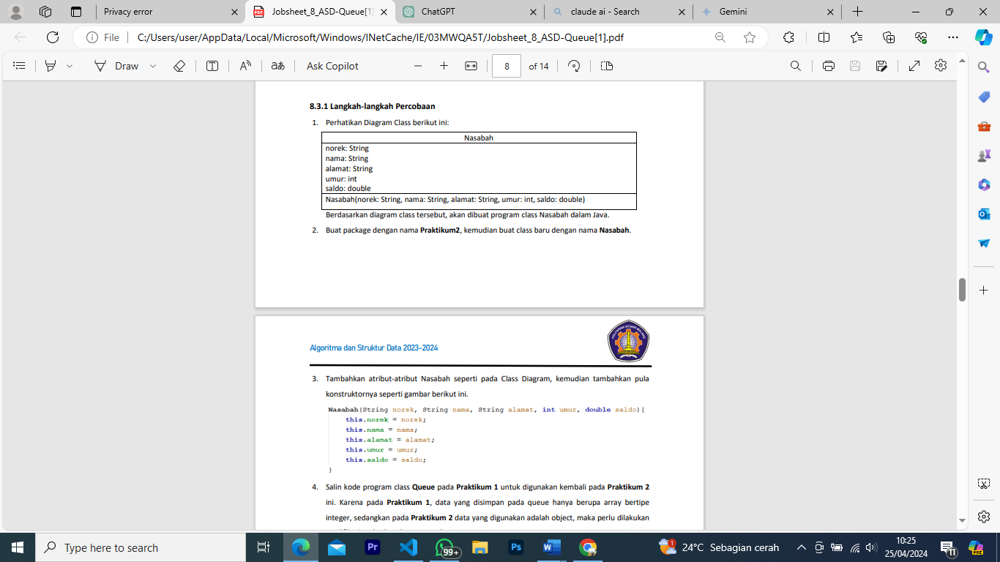 Privacy error
Jobsheet_8_ASD-Queue[1]
ChatGPT
claude ai - Search
Gemini
File
C:/Users/user/AppData/Local/Microsoft/Windows/INetCache/IE/03MWQA5T/Jobsheet_8_ASD-Queue[1].pdf
Draw
Ask Copilot
8
of 14
8.3.1 Langkah-langkah Percobaan
1. Perhatikan Diagram Class berikut ini:
Nasabah
norek: String
nama: String
alamat: String
umur: int
saldo: double
Nasabah(norek: String, nama: String, alamat: String, umur: int, saldo: double)
Berdasarkan diagram class tersebut, akan dibuat program class Nasabah dalam Java.
2. Buat package dengan nama Praktikum2, kemudian buat class baru dengan nama Nasabah.
Algoritma dan Struktur Data 2023-2024
3. Tambahkan atribut-atribut Nasabah seperti pada Class Diagram, kemudian tambahkan pula
konstruktornya seperti gambar berikut ini.
Nasabah(String norek, String nama, String alamat, int umur, double saldo){
this.norek = norek;
this.nama = nama;
this.alamat = alamat;
this.umur = umur;
this.saldo = saldo;
}
4. Salin kode program class Queue pada Praktikum 1 untuk digunakan kembali pada Praktikum 2
ini. Karena pada Praktikum 1, data yang disimpan pada queue hanya berupa array bertipe
integer, sedangkan pada Praktikum 2 data yang digunakan adalah object, maka perlu dilakukan
Type here to search
Pr
99+
Ps
24°C Sebagian cerah
10:25
25/04/2024
11